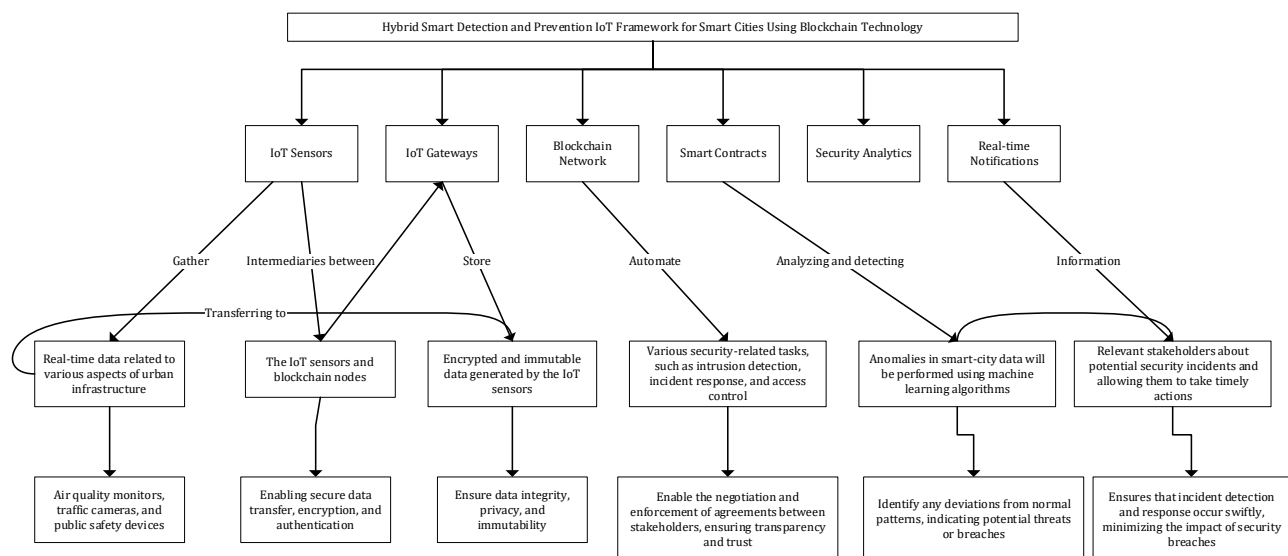 Hybrid Smart Detection and Prevention IoT Framework for Smart Cities Using Blockchain Technology
IoT Sensors
IoT Gateways
Blockchain
Network
Smart Contracts
Security Analytics
Real-time
Notifications
Gather
Intermediaries between
Store
Automate
Analyzing and detecting
Information
Transferring to
Real-time data related to
various aspects of urban
infrastructure
The IoT sensors and
blockchain nodes
Encrypted and immutable
data generated by the IoT
sensors
Various security-related tasks,
such as intrusion detection,
incident response, and access
control
Anomalies in smart-city data will
be performed using machine
learning algorithms
Relevant stakeholders about
potential security incidents and
allowing them to take timely
actions
Air quality monitors,
traffic cameras, and
public safety devices
Enabling secure data
transfer, encryption, and
authentication
Ensure data integrity,
privacy, and
immutability
Enable the negotiation and
enforcement of agreements between
stakeholders, ensuring transparency
and trust
Identify any deviations from normal
patterns, indicating potential threats
or breaches
Ensures that incident detection
and response occur swiftly,
minimizing the impact of security
breaches